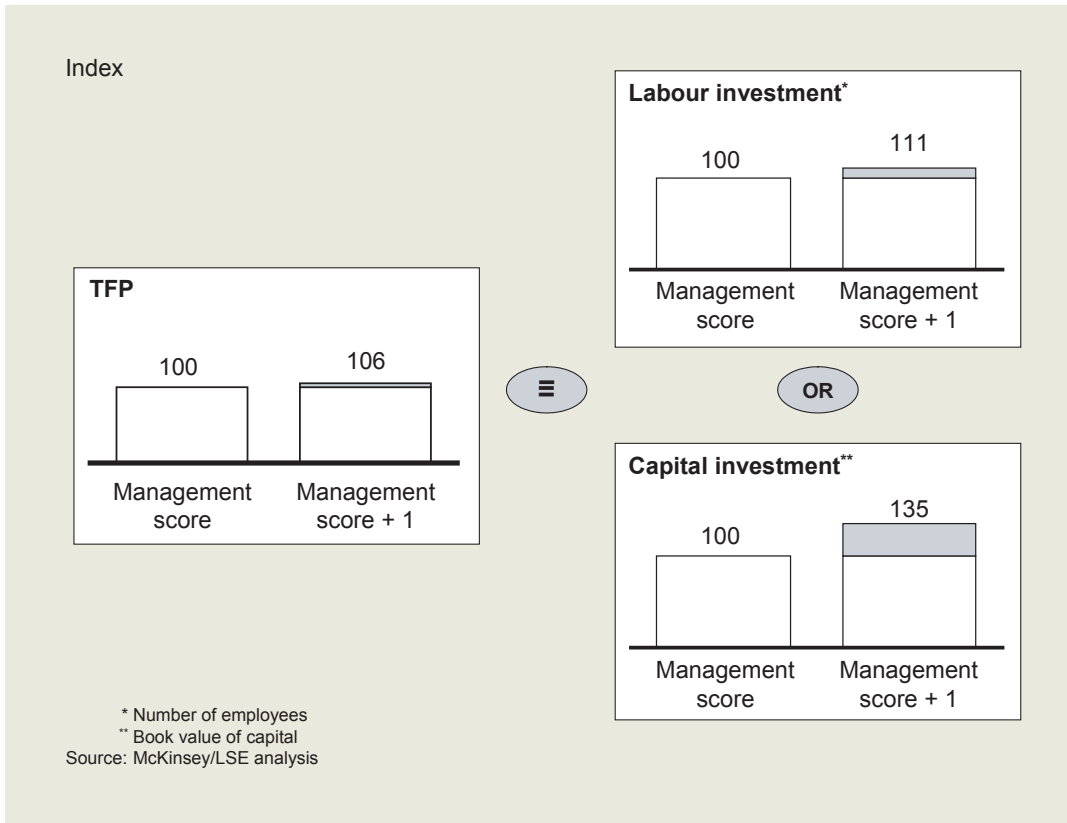 Index
Labour investment*
100
111
Management
score
Management
score + 1
TFP
100
106
Management
score
Management
score + 1
≡
OR
Capital investment**
100
135
Management
score
Management
score + 1
* Number of employees
** Book value of capital
Source: McKinsey/LSE analysis